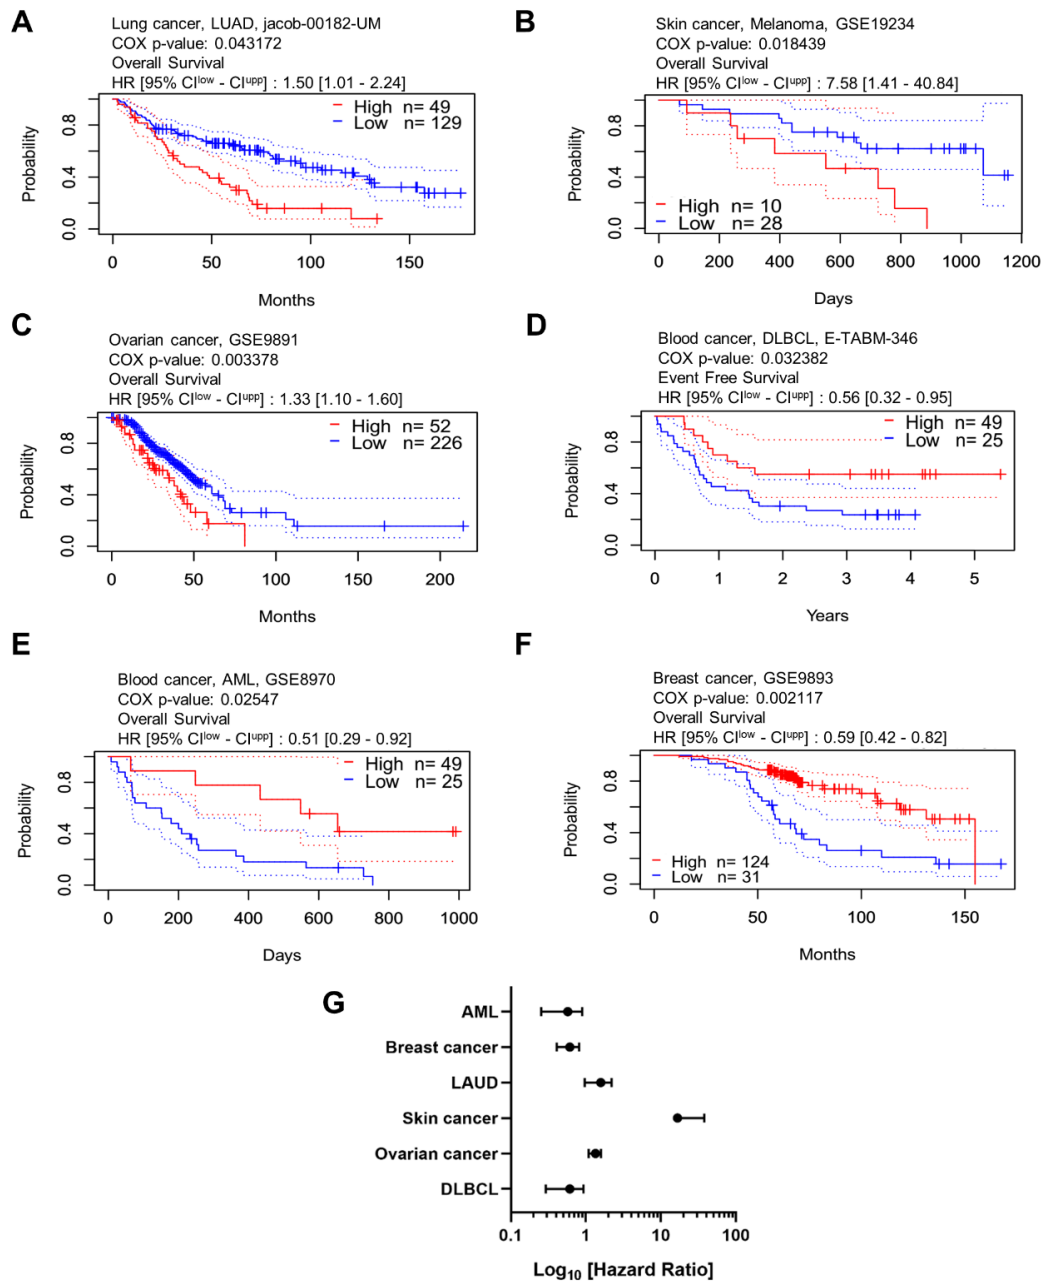 A
Lung cancer, LUAD, jacob-00182-UM
COX p-value: 0.043172
Overall Survival
HR [95% CIlow - CIupp] : 1.50 [1.01 - 2.24]
High n= 49
Low n= 129
0.8
0.4
0.0
Probability
0 50 100 150
Months
B
Skin cancer, Melanoma, GSE19234
COX p-value: 0.018439
Overall Survival
HR [95% CIlow - CIupp] : 7.58 [1.41 - 40.84]
High n= 10
Low n= 28
0.8
0.4
0.0
Probability
0 200 400 600 800 1000 1200
Days
C
Ovarian cancer, GSE9891
COX p-value: 0.003378
Overall Survival
HR [95% CIlow - CIupp] : 1.33 [1.10 - 1.60]
High n= 52
Low n= 226
0.8
0.4
0.0
Probability
0 50 100 150 200
Months
D
Blood cancer, DLBCL, E-TABM-346
COX p-value: 0.032382
Event Free Survival
HR [95% CIlow - CIupp] : 0.56 [0.32 - 0.95]
High n= 49
Low n= 25
0.8
0.4
0.0
Probability
0 1 2 3 4 5
Years
E
Blood cancer, AML, GSE8970
COX p-value: 0.02547
Overall Survival
HR [95% CIlow - CIupp] : 0.51 [0.29 - 0.92]
High n= 49
Low n= 25
0.8
0.4
0.0
Probability
0 200 400 600 800 1000
Days
F
Breast cancer, GSE9893
COX p-value: 0.002117
Overall Survival
HR [95% CIlow - CIupp] : 0.59 [0.42 - 0.82]
High n= 124
Low n= 31
0.8
0.4
0.0
Probability
0 50 100 150
Months
G
AML
Breast cancer
LAUD
Skin cancer
Ovarian cancer
DLBCL
0.1 1 10 100
Log10 [Hazard Ratio]